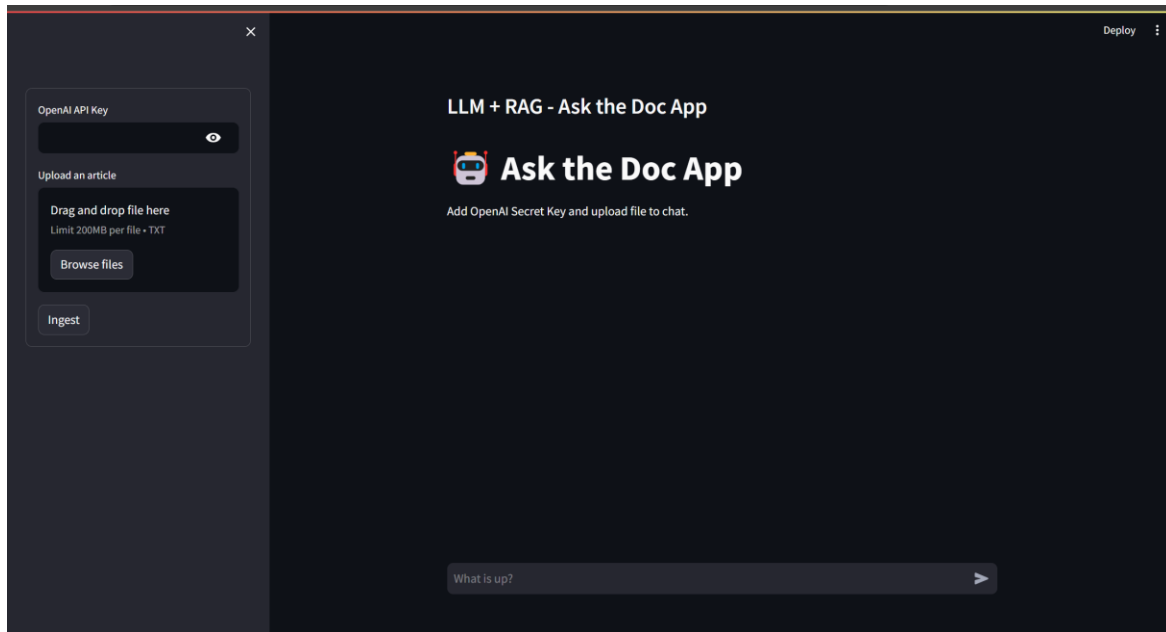 Deploy
OpenAI API Key
Upload an article
Drag and drop file here
Limit 200MB per file • TXT
Browse files
Ingest
LLM + RAG - Ask the Doc App
Ask the Doc App
Add OpenAI Secret Key and upload file to chat.
What is up?